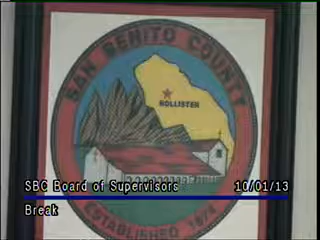 SAN BENITO COUNTY
HOLLISTER
SBC Board of Supervisors 10/01/13
Break
ESTABLISHED 1874